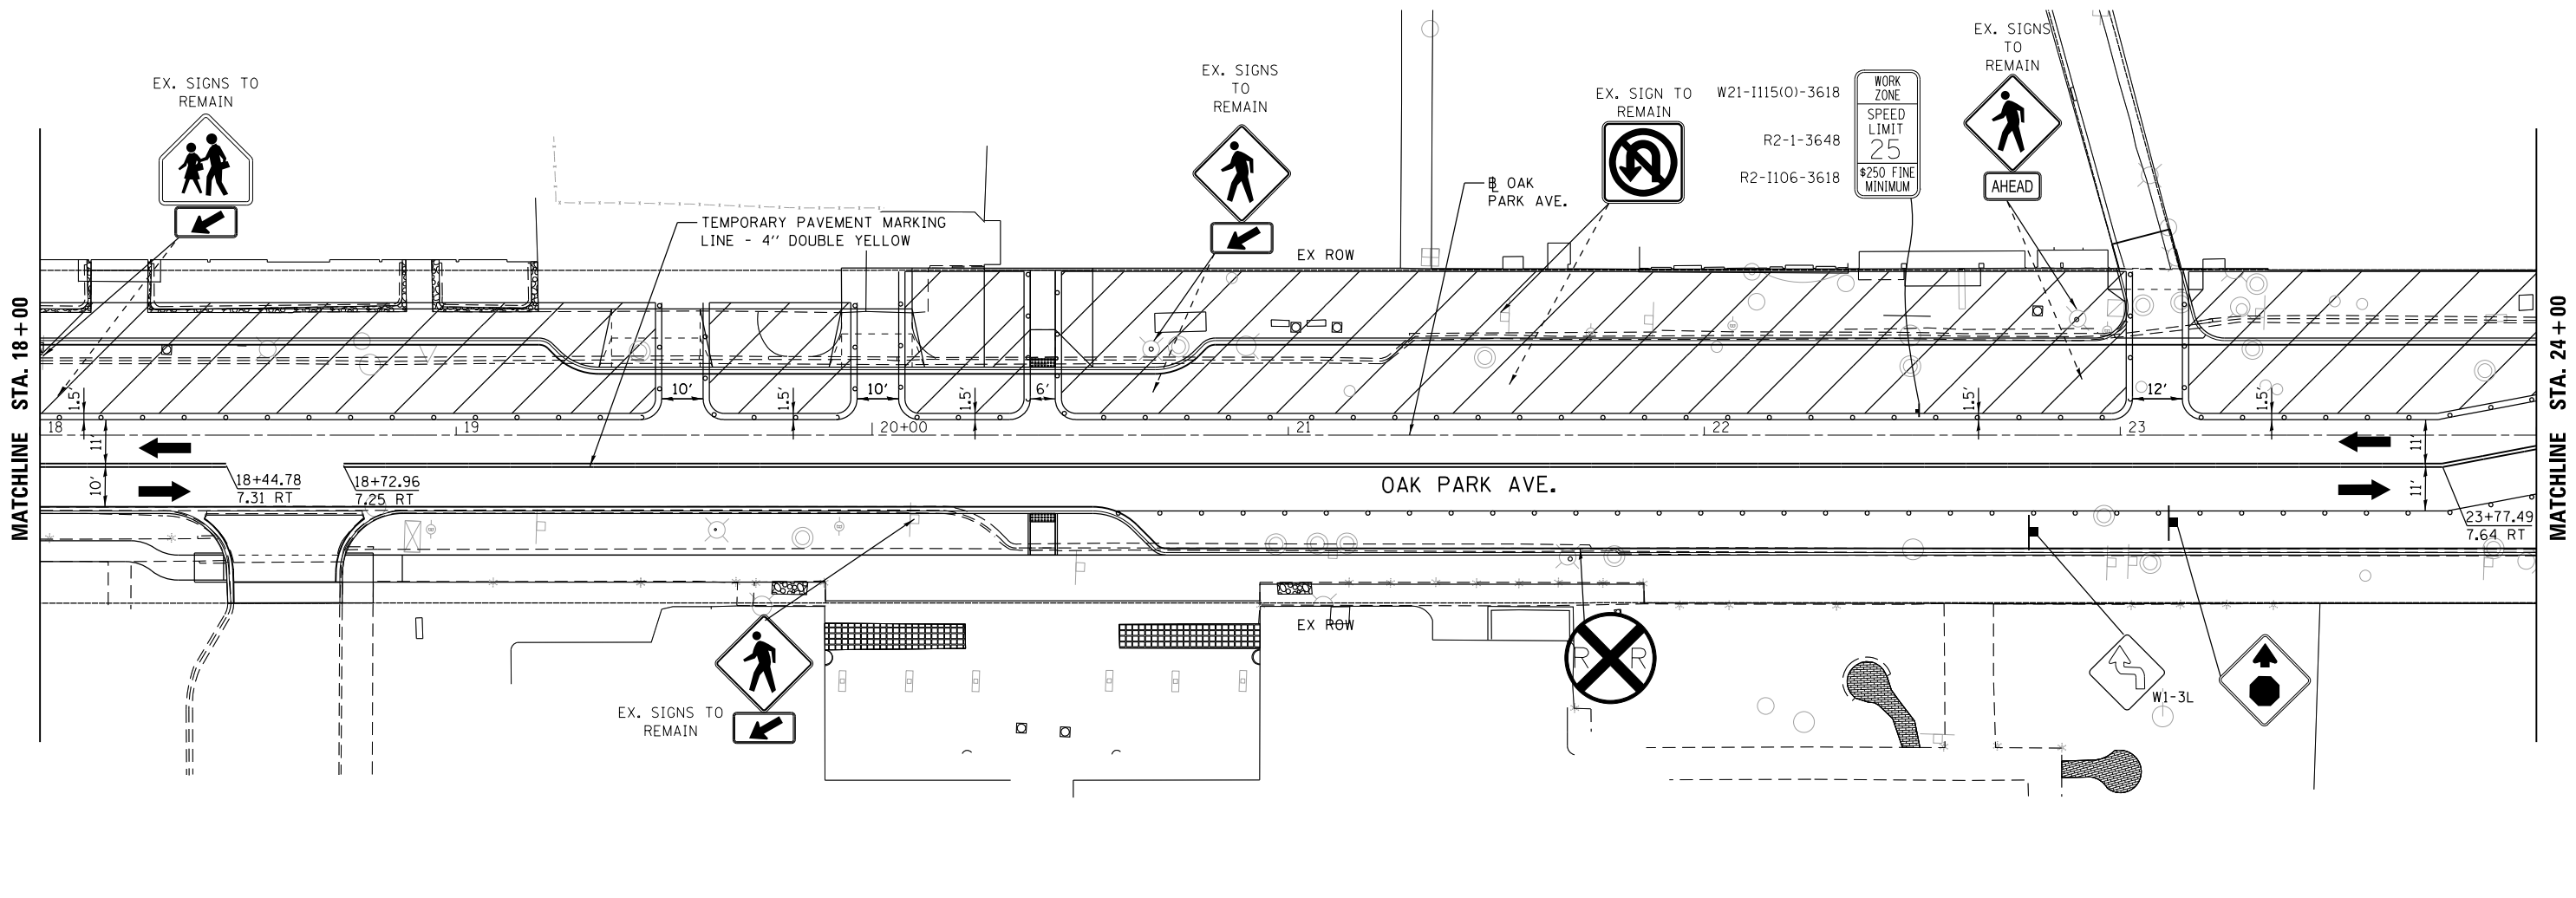 EX. SIGNS TO
REMAIN
EX. SIGNS
TO
REMAIN
EX. SIGN TO
REMAIN
W21-I115(O)-3618
R2-1-3648
R2-I106-3618
WORK
ZONE
SPEED
LIMIT
25
$250 FINE
MINIMUM
EX. SIGNS
TO
REMAIN
AHEAD
TEMPORARY PAVEMENT MARKING
LINE - 4" DOUBLE YELLOW
℄ OAK
PARK AVE.
EX ROW
MATCHLINE STA. 18+00
MATCHLINE STA. 24+00
1.5'
10'
1.5'
10'
1.5'
6'
1.5'
12'
1.5'
18
19
20+00
21
22
23
11'
10'
11'
11'
18+44.78
7.31 RT
18+72.96
7.25 RT
OAK PARK AVE.
23+77.49
7.64 RT
EX ROW
R R
EX. SIGNS TO
REMAIN
W1-3L